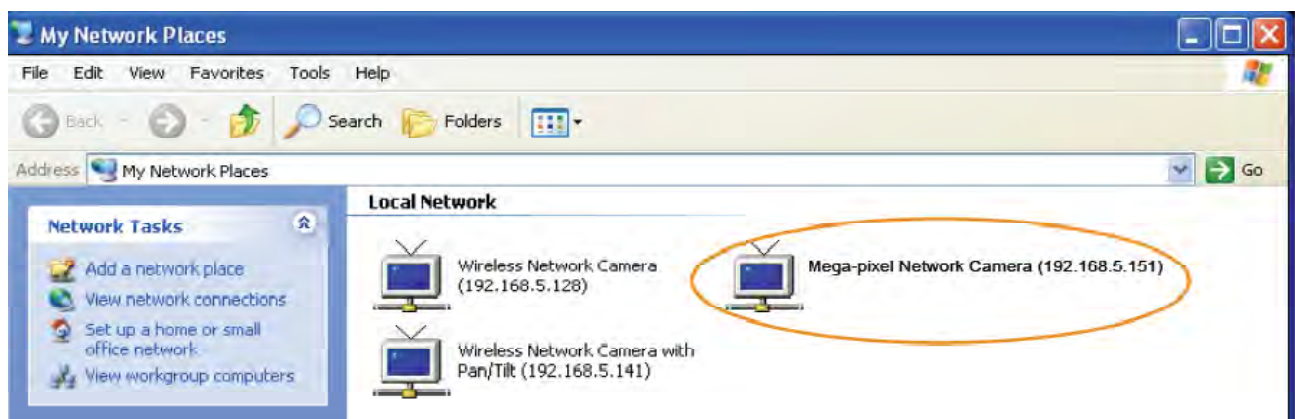 My Network Places
File Edit View Favorites Tools Help
Back Search Folders
Address My Network Places Go
Network Tasks
Add a network place
View network connections
Set up a home or small
office network
View workgroup computers
Local Network
Wireless Network Camera
(192.168.5.128)
Mega-pixel Network Camera (192.168.5.151)
Wireless Network Camera with
Pan/Tilt (192.168.5.141)